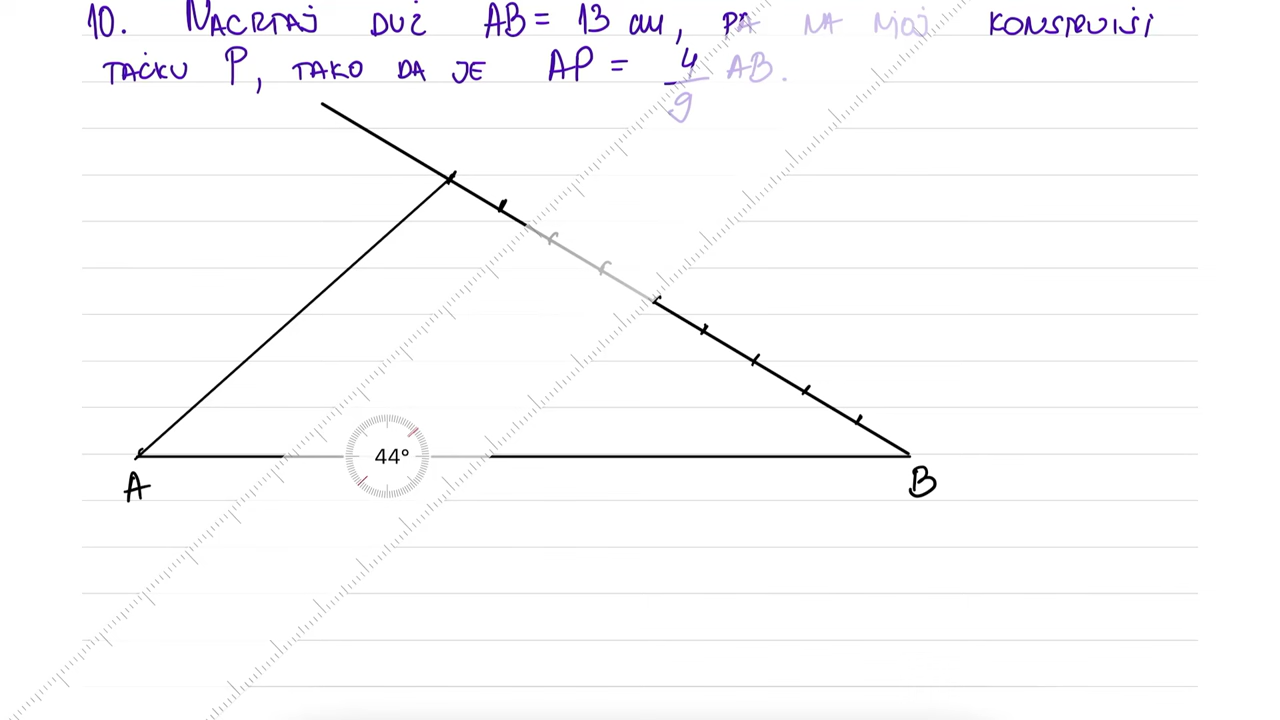 10. NACRTAJ DUŽ AB = 13 cm, PA NA NJOJ KONSTRUIŠI
TAČKU P, TAKO DA JE AP = 4/9 AB.
44°
A
B